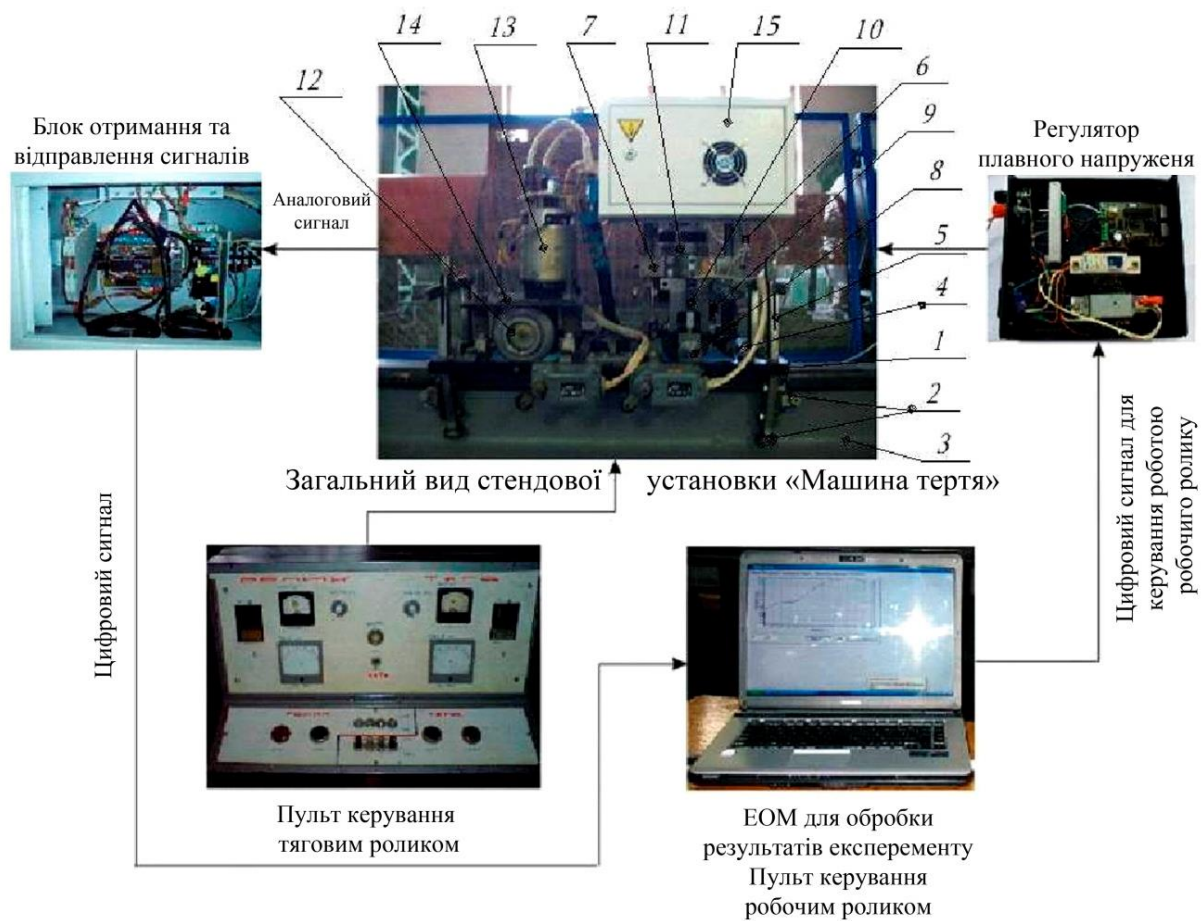 14
13
7
11
15
10
12
6
9
8
5
4
1
2
3
Блок отримання та
відправлення сигналів
Аналоговий
сигнал
Регулятор
плавного напруженя
Загальний вид стендової установки «Машина тертя»
Цифровий сигнал
Цифровий сигнал для
керування роботою
робочиго ролику
Пульт керування
тяговим роликом
ЕОМ для обробки
результатів експеременту
Пульт керування
робочим роликом